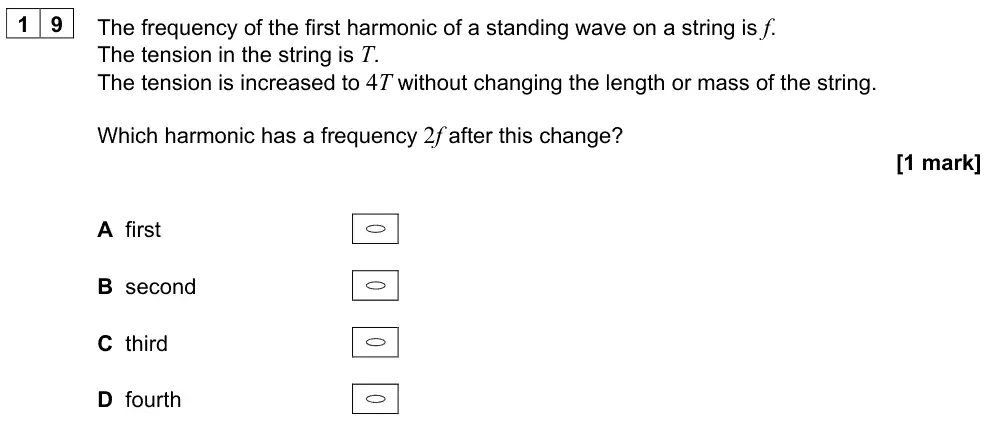 1 9 The frequency of the first harmonic of a standing wave on a string is f.
The tension in the string is T.
The tension is increased to 4T without changing the length or mass of the string.
Which harmonic has a frequency 2f after this change?
[1 mark]
A first
B second
C third
D fourth